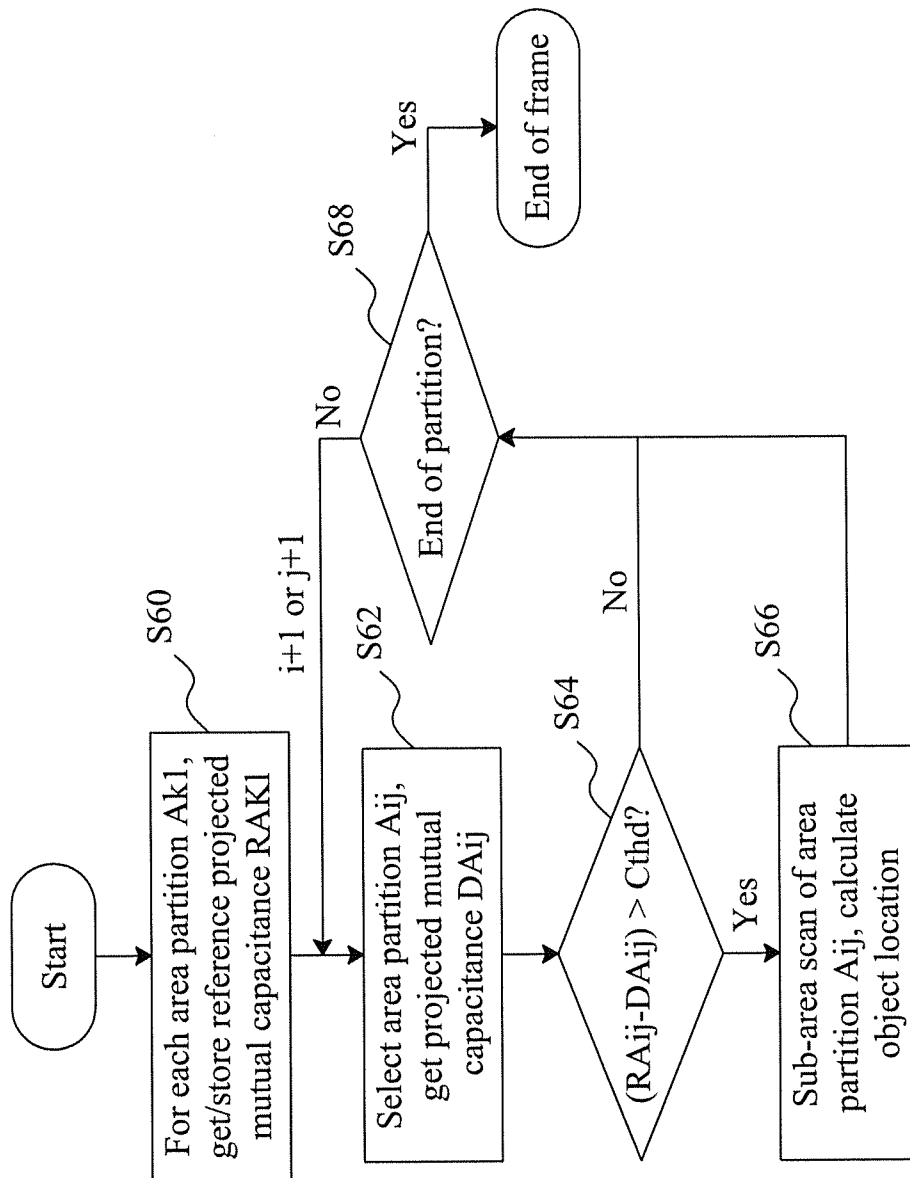 Start
S60
For each area partition Ak1,
get/store reference projected
mutual capacitance RAKl
i+1 or j+1
S62
Select area partition Aij,
get projected mutual
capacitance DAij
S64
(RAij-DAij) > Cthd?
No
Yes
S66
Sub-area scan of area
partition Aij, calculate
object location
S68
End of partition?
No
Yes
End of frame